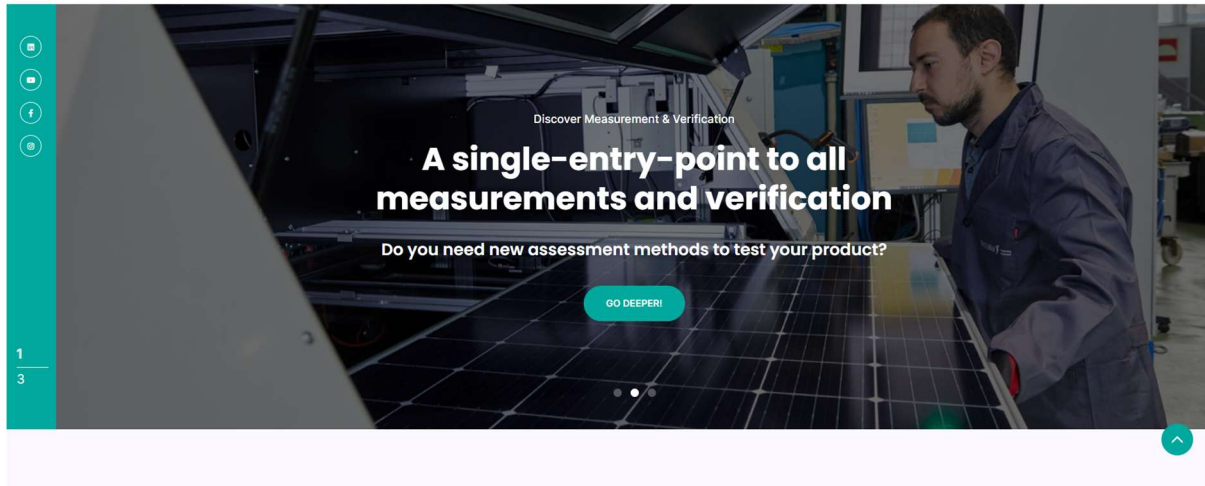 Discover Measurement & Verification
A single-entry-point to all
measurements and verification
Do you need new assessment methods to test your product?
GO DEEPER!
1
3